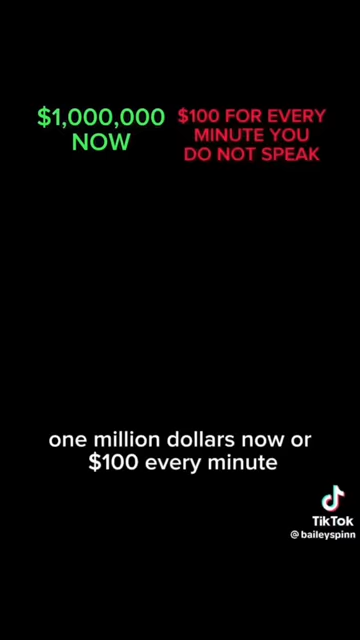 $1,000,000
NOW
$100 FOR EVERY
MINUTE YOU
DO NOT SPEAK
one million dollars now or
$100 every minute
TikTok
@baileyspinn